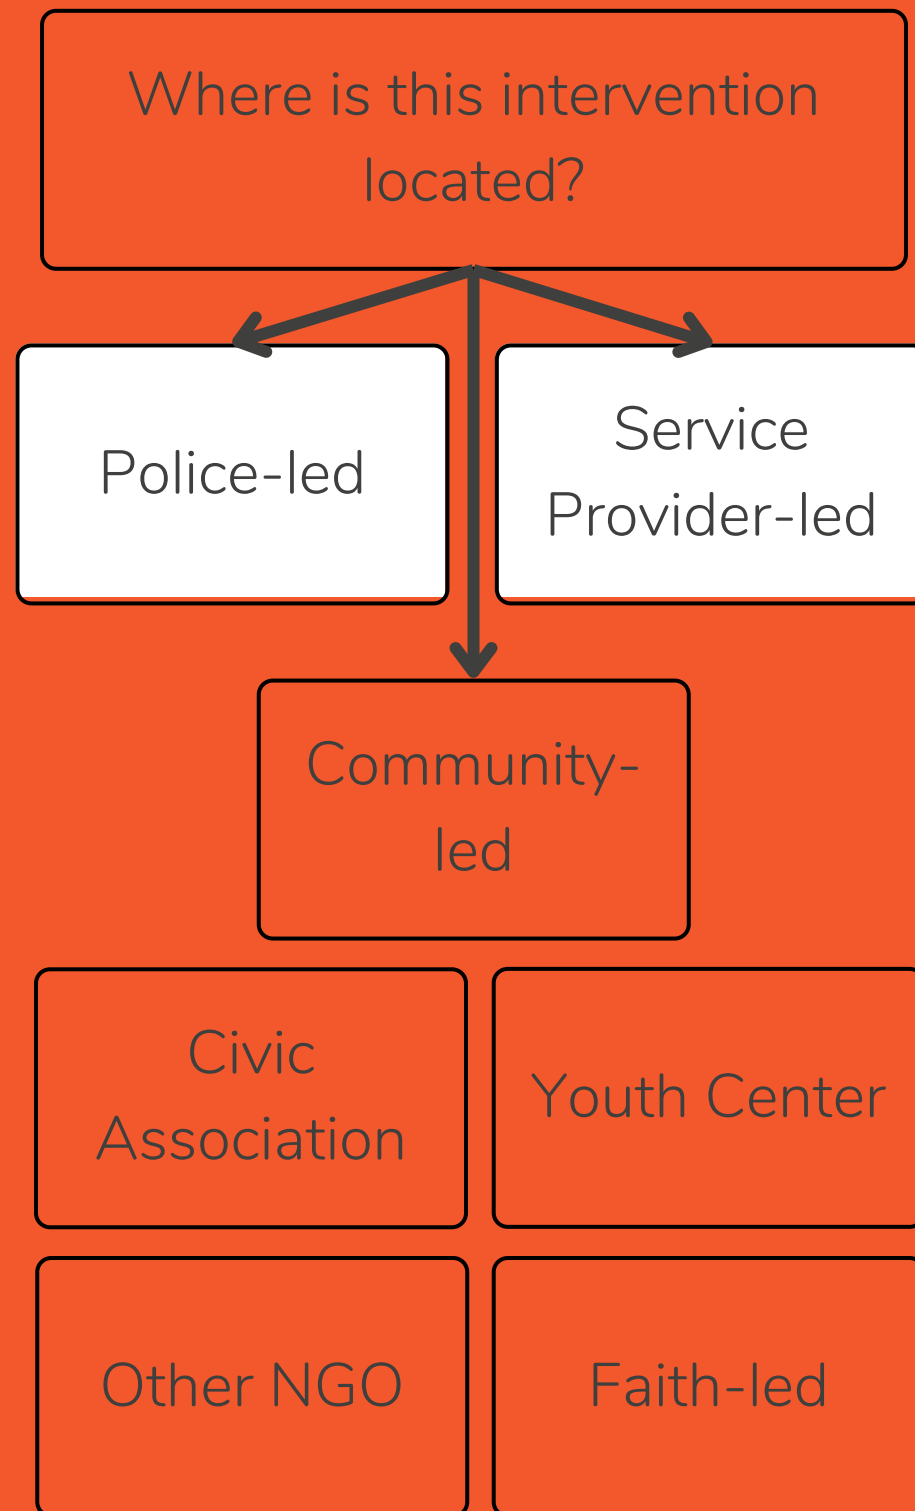 Where is this intervention
located?
Police-led
Service
Provider-led
Community-
led
Civic
Association
Youth Center
Other NGO
Faith-led